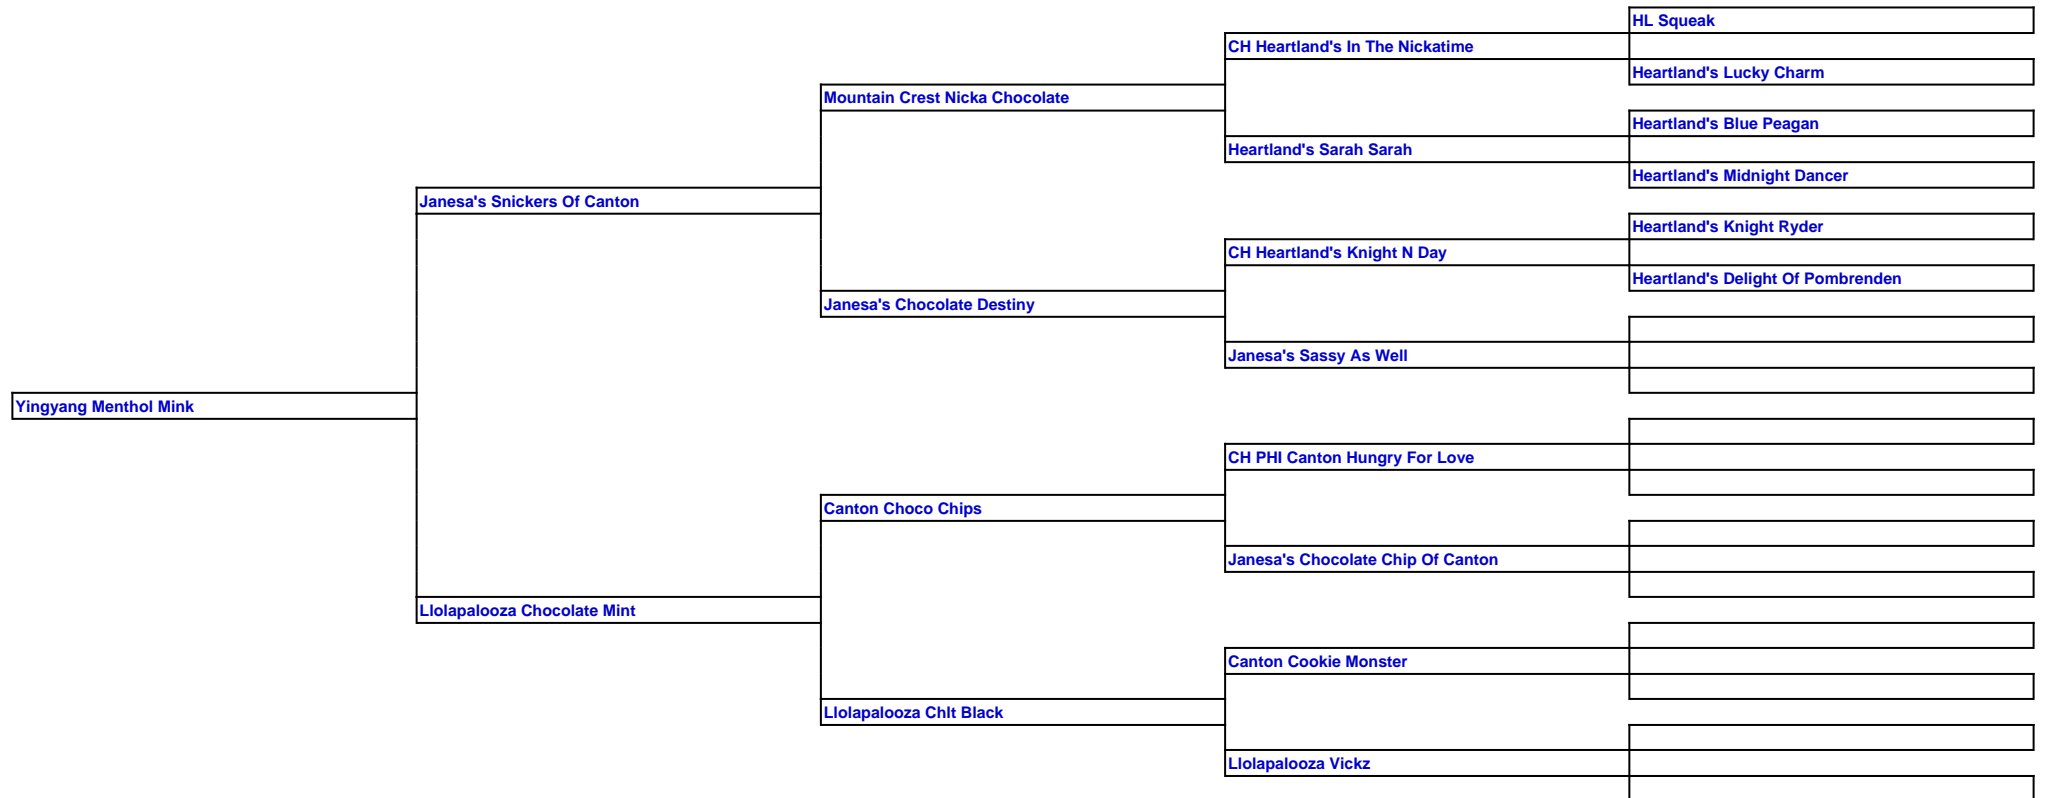 HL Squeak
CH Heartland's In The Nickatime
Heartland's Lucky Charm
Mountain Crest Nicka Chocolate
Heartland's Blue Peagan
Heartland's Sarah Sarah
Heartland's Midnight Dancer
Janesa's Snickers Of Canton
Heartland's Knight Ryder
CH Heartland's Knight N Day
Heartland's Delight Of Pombrenden
Janesa's Chocolate Destiny
Janesa's Sassy As Well
Yingyang Menthol Mink
CH PHI Canton Hungry For Love
Canton Choco Chips
Janesa's Chocolate Chip Of Canton
Llolapalooza Chocolate Mint
Canton Cookie Monster
Llolapalooza Chlt Black
Llolapalooza Vickz